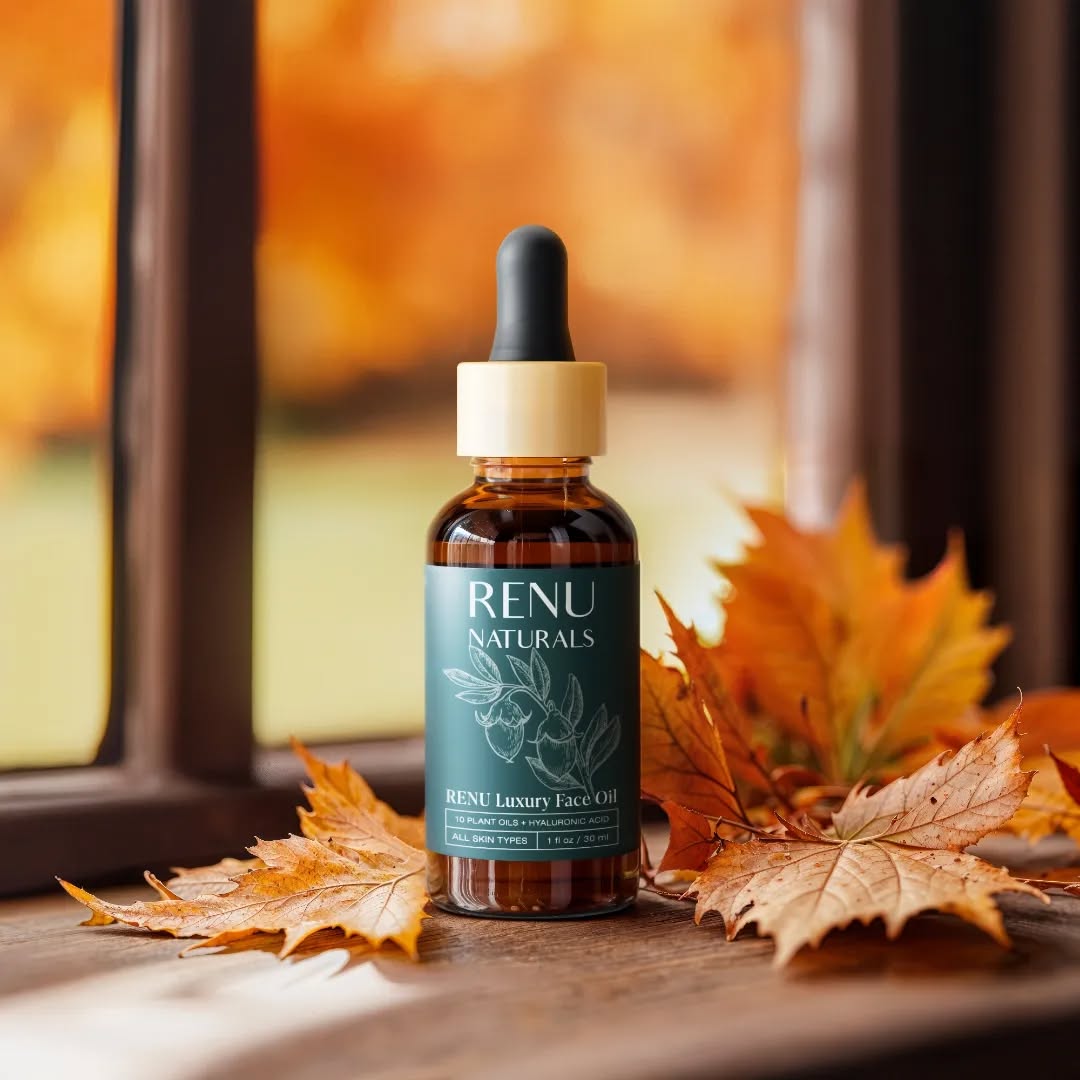 RENU
NATURALS
RENU Luxury Face Oil
10 PLANT OILS + HYALURONIC ACID
ALL SKIN TYPES 1 fl oz / 30 ml